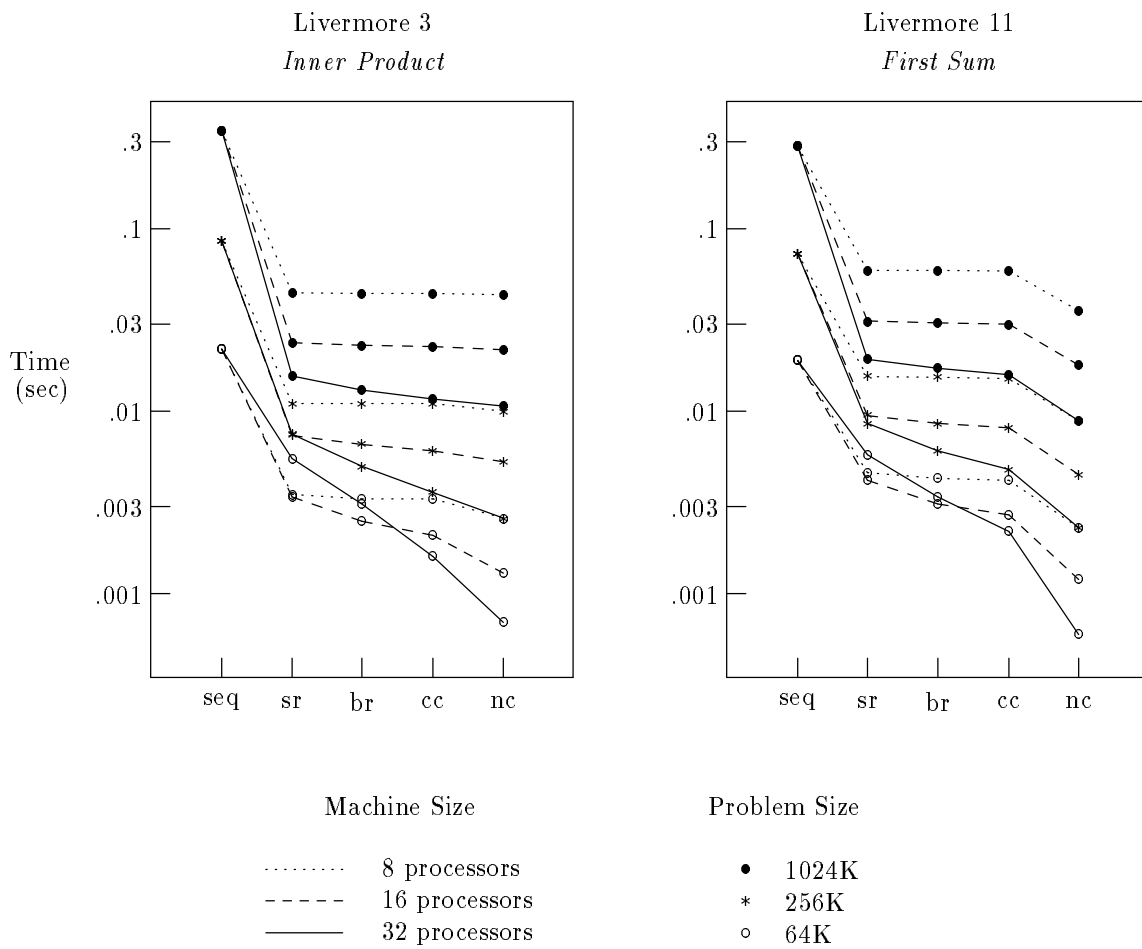 Livermore 3
Inner Product
.3
.1
.03
.01
.003
.001
Time
(sec)
seq sr br cc nc
Livermore 11
First Sum
.3
.1
.03
.01
.003
.001
seq sr br cc nc
Machine Size
8 processors
16 processors
32 processors
Problem Size
1024K
256K
64K